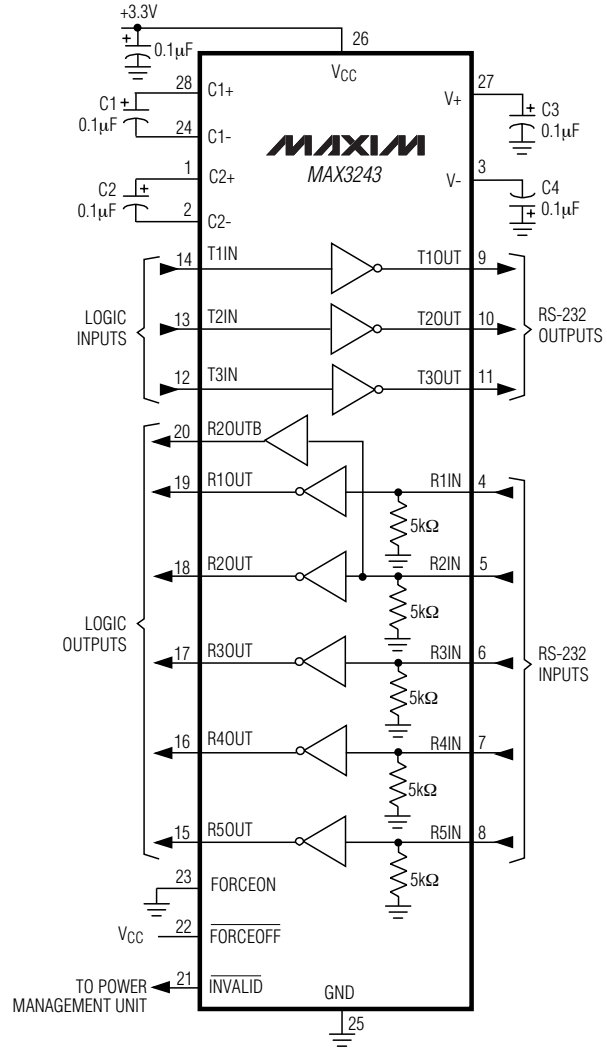 +3.3V
+
0.1µF
26
VCC
28
C1+
C1
+
0.1µF
24
C1-
1
C2+
C2
+
0.1µF
2
C2-
MAXIM
MAX3243
27
V+
+
C3
0.1µF
3
V-
C4
+
0.1µF
14
T1IN
T1OUT
9
LOGIC
INPUTS
13
T2IN
T2OUT
10
RS-232
OUTPUTS
12
T3IN
T3OUT
11
20
R2OUTB
19
R1OUT
R1IN
4
5kΩ
18
R2OUT
R2IN
5
5kΩ
LOGIC
OUTPUTS
17
R3OUT
R3IN
6
RS-232
INPUTS
5kΩ
16
R4OUT
R4IN
7
5kΩ
15
R5OUT
R5IN
8
5kΩ
23
FORCEON
VCC
22
FORCEOFF
TO POWER
MANAGEMENT UNIT
21
INVALID
GND
25